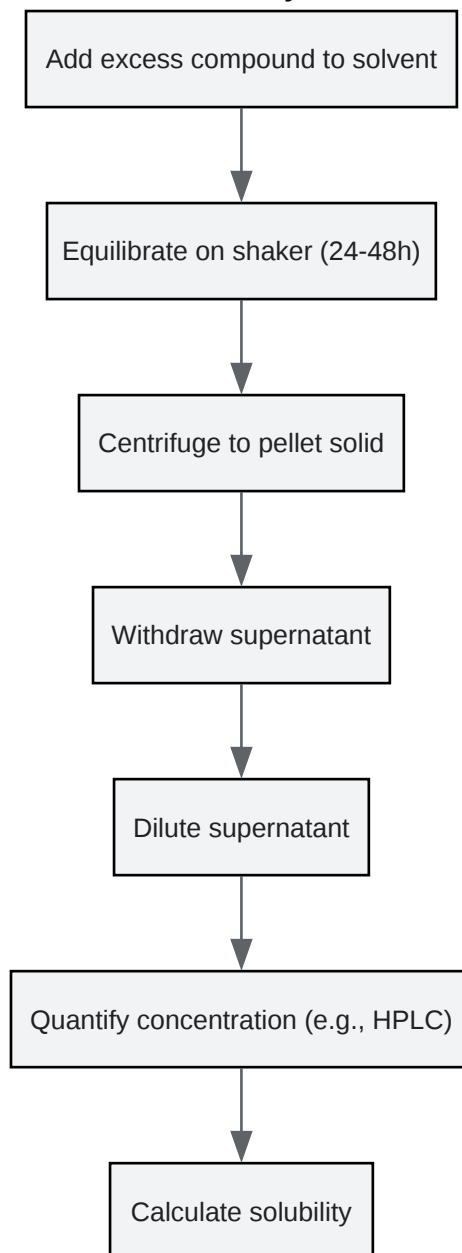 Add excess compound to solvent
Equilibrate on shaker (24-48h)
Centrifuge to pellet solid
Withdraw supernatant
Dilute supernatant
Quantify concentration (e.g., HPLC)
Calculate solubility